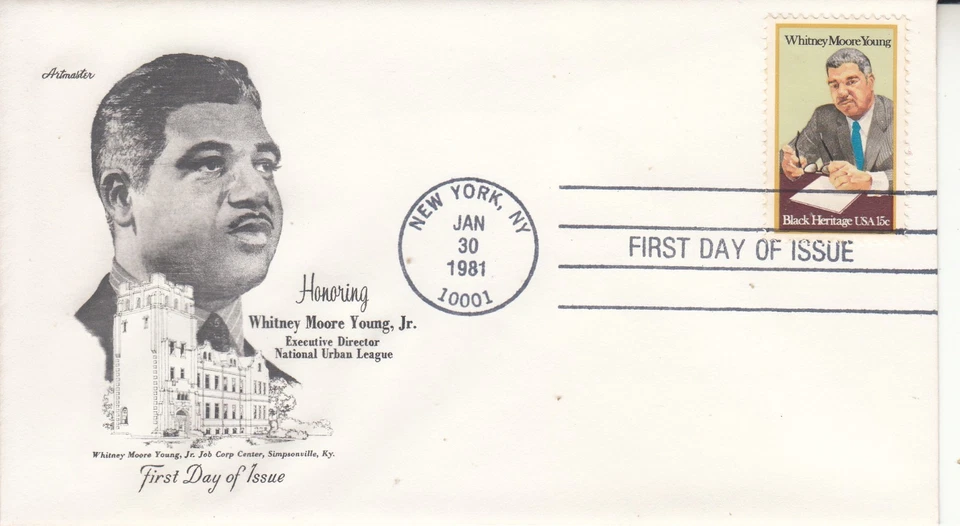 Artmaster
Whitney Moore Young
Black Heritage USA 15c
NEW YORK, NY
JAN
30
1981
10001
FIRST DAY OF ISSUE
Honoring
Whitney Moore Young, Jr.
Executive Director
National Urban League
Whitney Moore Young, Jr. Job Corp Center, Simpsonville, Ky.
First Day of Issue